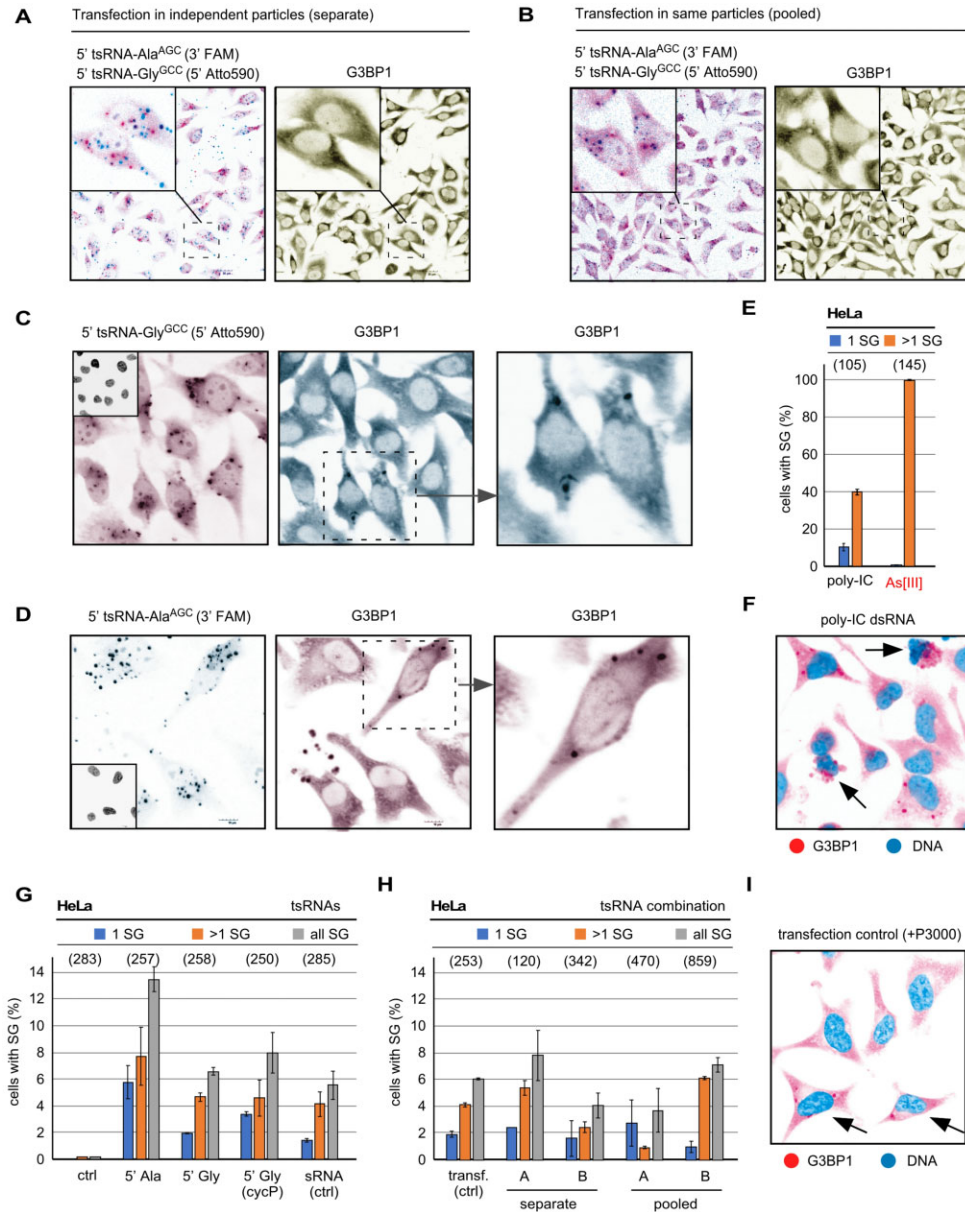 A
Transfection in independent particles (separate)
5' tsRNA-Ala^AGC (3' FAM)
5' tsRNA-Gly^GCC (5' Atto590)
G3BP1
B
Transfection in same particles (pooled)
5' tsRNA-Ala^AGC (3' FAM)
5' tsRNA-Gly^GCC (5' Atto590)
G3BP1
C
5' tsRNA-Gly^GCC (5' Atto590)
G3BP1
G3BP1
D
5' tsRNA-Ala^AGC (3' FAM)
G3BP1
G3BP1
E
HeLa
1 SG >1 SG
(105) (145)
cells with SG (%)
100
80
60
40
20
0
poly-IC As[III]
F
poly-IC dsRNA
G3BP1 DNA
G
HeLa tsRNAs
1 SG >1 SG all SG
(283) (257) (258) (250) (285)
cells with SG (%)
14
12
10
8
6
4
2
0
ctrl 5' Ala 5' Gly 5' Gly (cycP) sRNA (ctrl)
H
HeLa tsRNA combination
1 SG >1 SG all SG
(253) (120) (342) (470) (859)
cells with SG (%)
14
12
10
8
6
4
2
0
transf. (ctrl) A B A B
separate pooled
I
transfection control (+P3000)
G3BP1 DNA